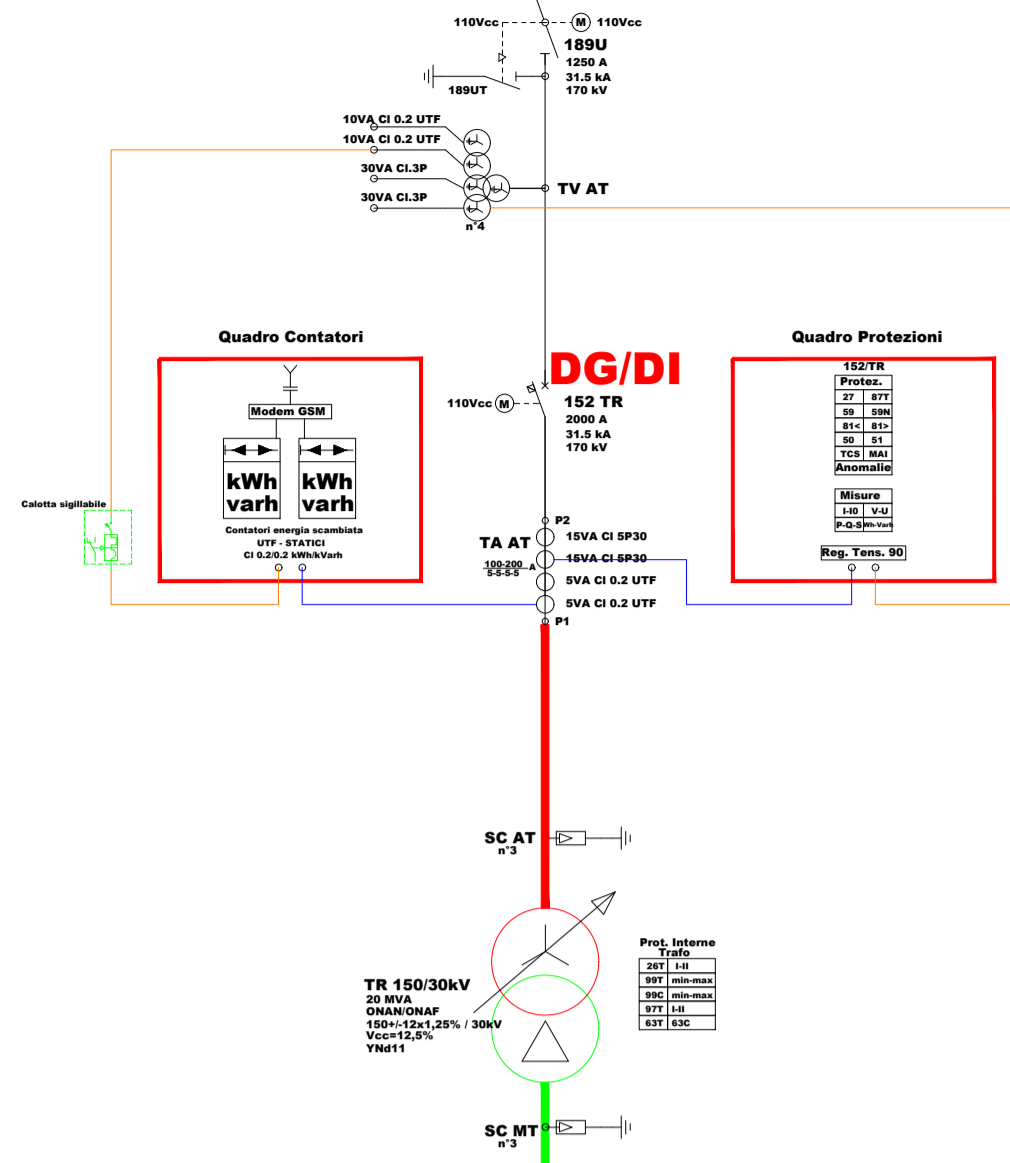 110Vcc
M
110Vcc
189U
1250 A
31.5 kA
170 kV
189UT
10VA Cl 0.2 UTF
10VA Cl 0.2 UTF
30VA Cl.3P
30VA Cl.3P
n°4
TV AT
Quadro Contatori
Modem GSM
kWh
varh
kWh
varh
Contatori energia scambiata
UTF - STATICI
Cl 0.2/0.2 kWh/kVarh
Calotta sigillabile
DG/DI
110Vcc
M
152 TR
2000 A
31.5 kA
170 kV
Quadro Protezioni
152/TR
Protez.
27 87T
59 59N
81< 81>
50 51
TCS MAI
Anomalie
Misure
I-I0 V-U
P-Q-S Wh-Varh
Reg. Tens. 90
P2
TA AT
100-200 A
5-5-5-5
15VA Cl 5P30
15VA Cl 5P30
5VA Cl 0.2 UTF
5VA Cl 0.2 UTF
P1
SC AT
n°3
TR 150/30kV
20 MVA
ONAN/ONAF
150+/-12x1,25% / 30kV
Vcc=12,5%
YNd11
Prot. Interne
Trafo
26T I-II
99T min-max
99C min-max
97T I-II
63T 63C
SC MT
n°3